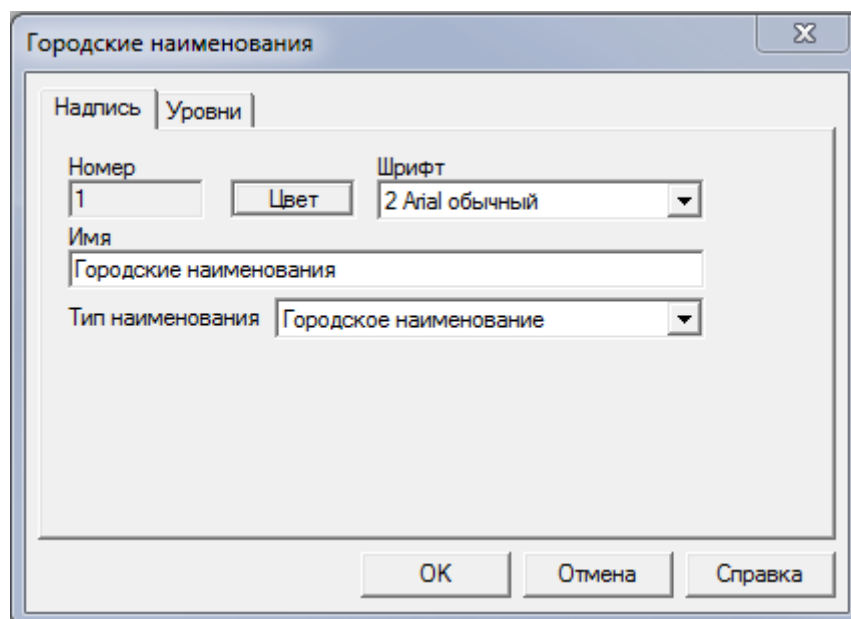 Городские наименования
Надпись Уровни
Номер Шрифт
1 Цвет 2 Arial обычный
Имя
Городские наименования
Тип наименования Городское наименование
OK Отмена Справка